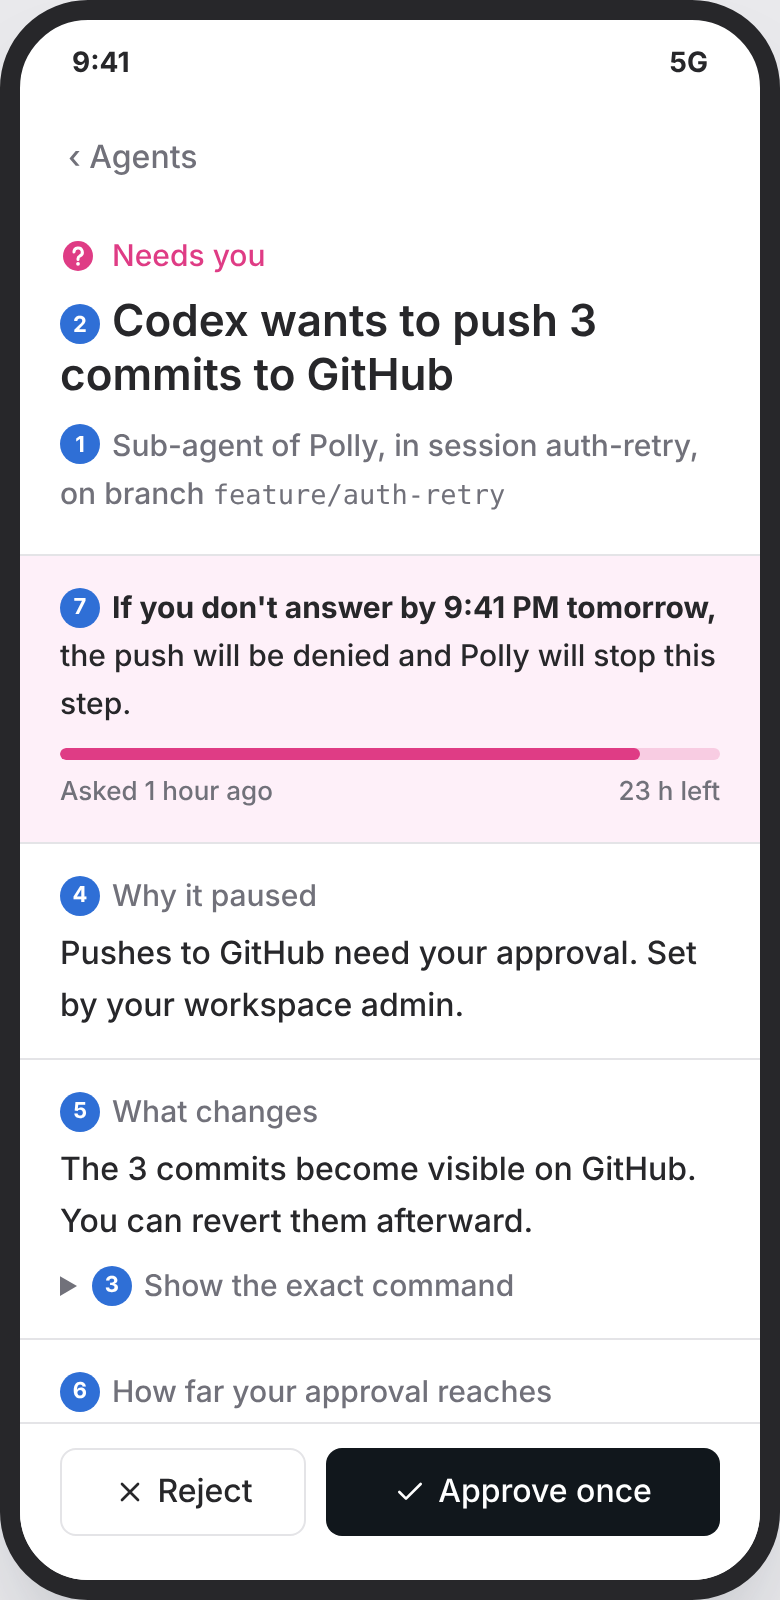 9:41 5G
‹ Agents
? Needs you
2 Codex wants to push 3
commits to GitHub
1 Sub-agent of Polly, in session auth-retry,
on branch feature/auth-retry
7 If you don't answer by 9:41 PM tomorrow,
the push will be denied and Polly will stop this
step.
Asked 1 hour ago 23 h left
4 Why it paused
Pushes to GitHub need your approval. Set
by your workspace admin.
5 What changes
The 3 commits become visible on GitHub.
You can revert them afterward.
3 Show the exact command
6 How far your approval reaches
Reject Approve once